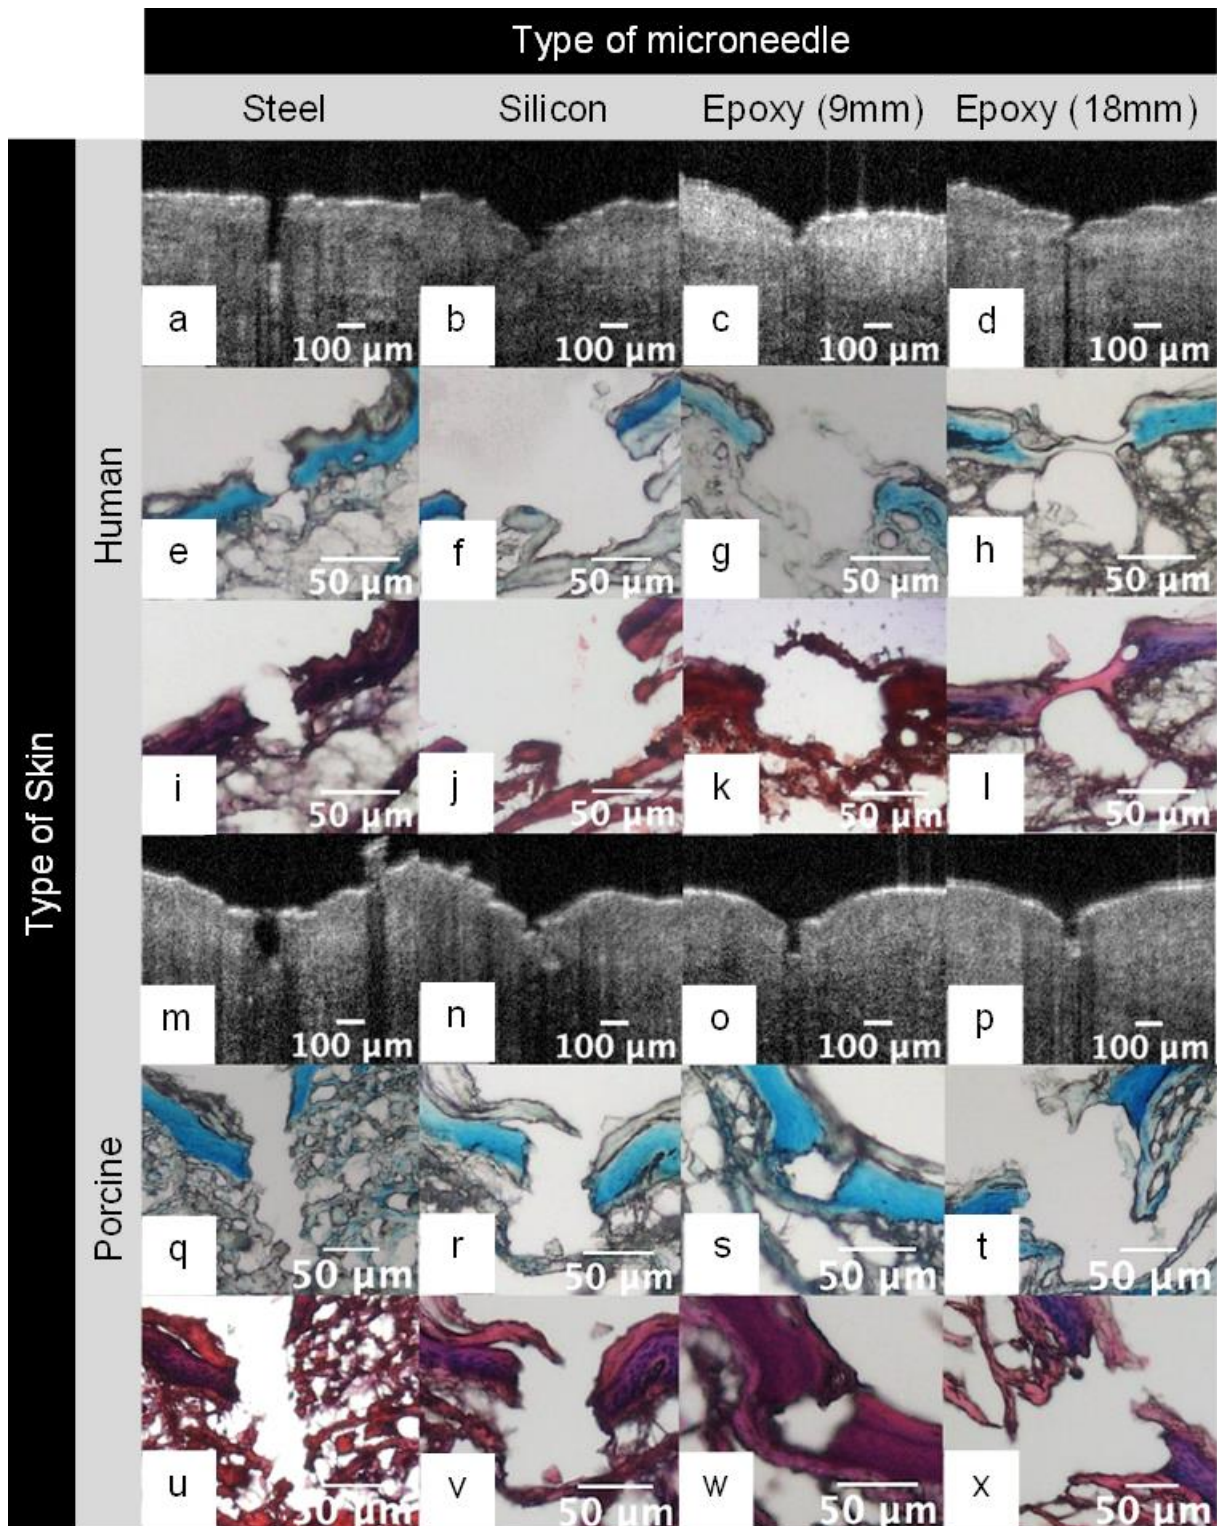 Type of microneedle
Steel Silicon Epoxy (9mm) Epoxy (18mm)
Type of Skin
Human
a 100 µm b 100 µm c 100 µm d 100 µm
e 50 µm f 50 µm g 50 µm h 50 µm
i 50 µm j 50 µm k 50 µm l 50 µm
Porcine
m 100 µm n 100 µm o 100 µm p 100 µm
q 50 µm r 50 µm s 50 µm t 50 µm
u 50 µm v 50 µm w 50 µm x 50 µm